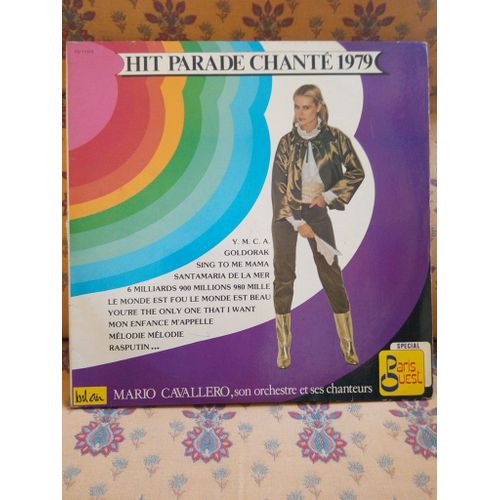 HIT PARADE CHANTÉ 1979
Y. M. C. A.
GOLDORAK
SING TO ME MAMA
SANTAMARIA DE LA MER
6 MILLIARDS 900 MILLIONS 980 MILLE
LE MONDE EST FOU LE MONDE EST BEAU
YOU'RE THE ONLY ONE THAT I WANT
MON ENFANCE M'APPELLE
MÉLODIE MÉLODIE
RASPUTIN ...
SPECIAL
Paris
Ouest
bel air
MARIO CAVALLERO, son orchestre et ses chanteurs